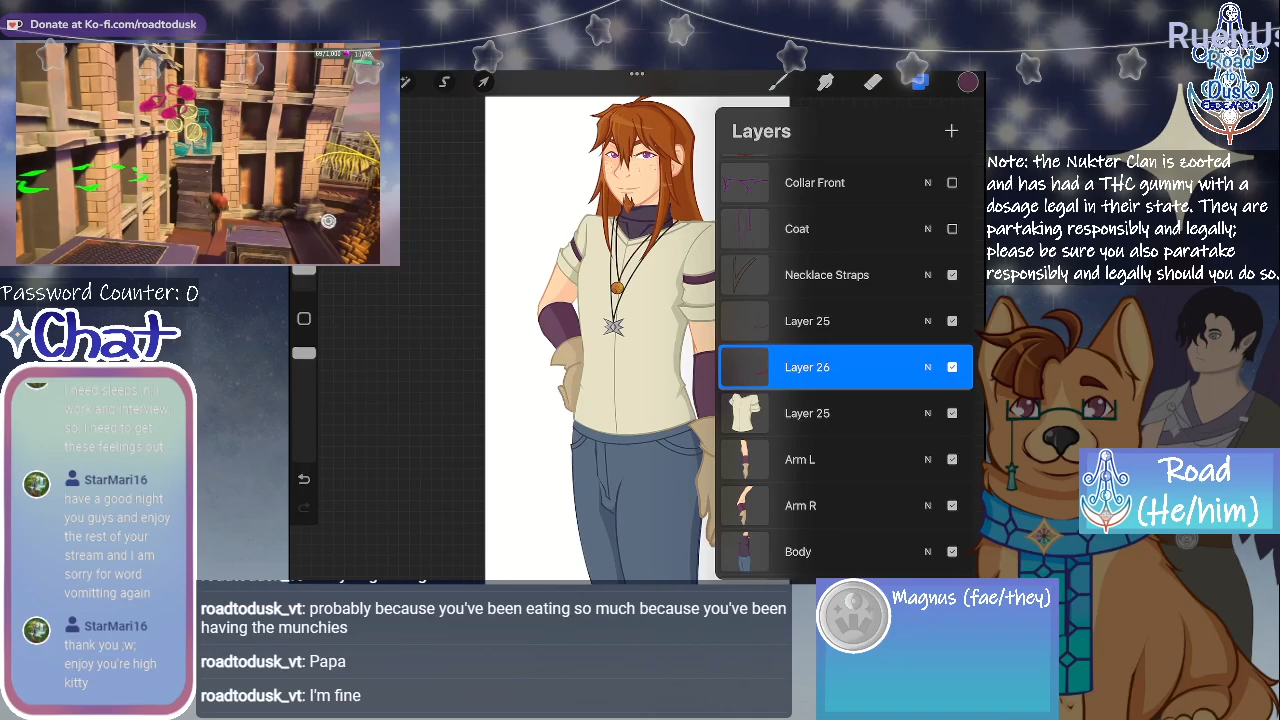 Donate at Ko-fi.com/roadtodusk
69/1,000
11/42
Layers
Collar Front N
Coat N
Necklace Straps N
Layer 25 N
Layer 26 N
Layer 25 N
Arm L N
Arm R N
Body N
Road
to
Dusk
Note: the Nukter Clan is zooted
and has had a THC gummy with a
dosage legal in their state. They are
partaking responsibly and legally;
please be sure you also paratake
responsibly and legally should you do so.
Password Counter: 0
Chat
I need sleeps n i
work and interview
so. I need to get
these feelings out
StarMari16
have a good night
you guys and enjoy
the rest of your
stream and I am
sorry for word
vomitting again
StarMari16
thank you ;w;
enjoy you're high
kitty
roadtodusk_vt: probably because you've been eating so much because you've been
having the munchies
roadtodusk_vt: Papa
roadtodusk_vt: I'm fine
Road
(He/him)
Magnus (fae/they)